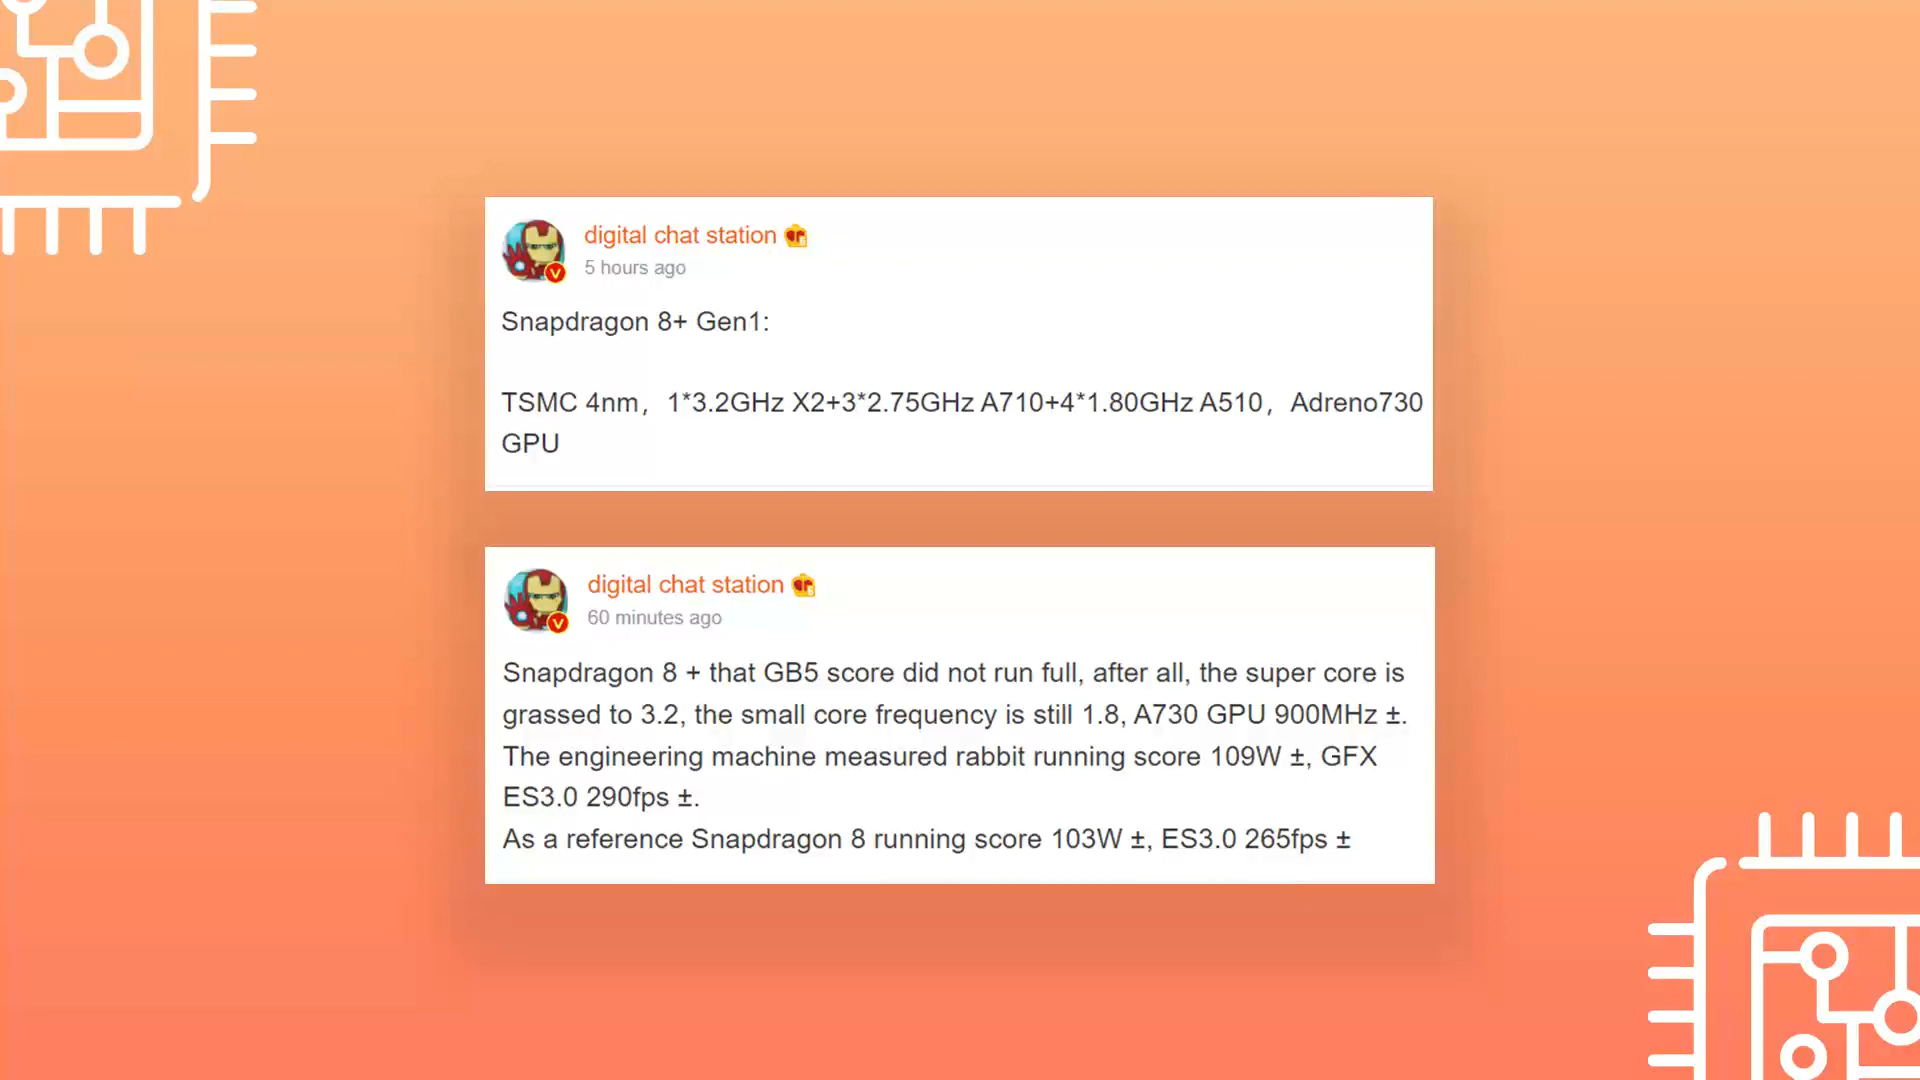 digital chat station
5 hours ago
Snapdragon 8+ Gen1:
TSMC 4nm， 1*3.2GHz X2+3*2.75GHz A710+4*1.80GHz A510， Adreno730
GPU
digital chat station
60 minutes ago
Snapdragon 8 + that GB5 score did not run full, after all, the super core is
grassed to 3.2, the small core frequency is still 1.8, A730 GPU 900MHz ±.
The engineering machine measured rabbit running score 109W ±, GFX
ES3.0 290fps ±.
As a reference Snapdragon 8 running score 103W ±, ES3.0 265fps ±